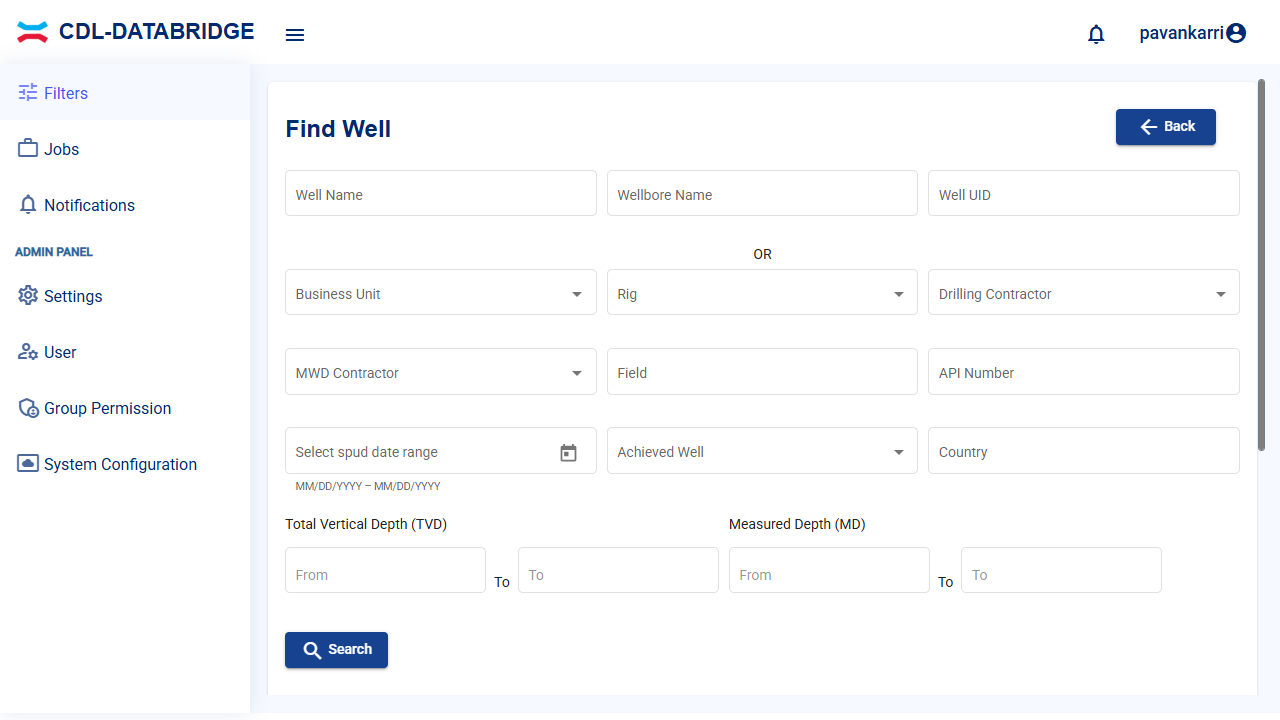 CDL-DATABRIDGE
pavankarri
Filters
Jobs
Notifications
ADMIN PANEL
Settings
User
Group Permission
System Configuration
Find Well
Back
Well Name
Wellbore Name
Well UID
OR
Business Unit
Rig
Drilling Contractor
MWD Contractor
Field
API Number
Select spud date range
Achieved Well
Country
MM/DD/YYYY – MM/DD/YYYY
Total Vertical Depth (TVD)
Measured Depth (MD)
From
To
To
From
To
To
Search